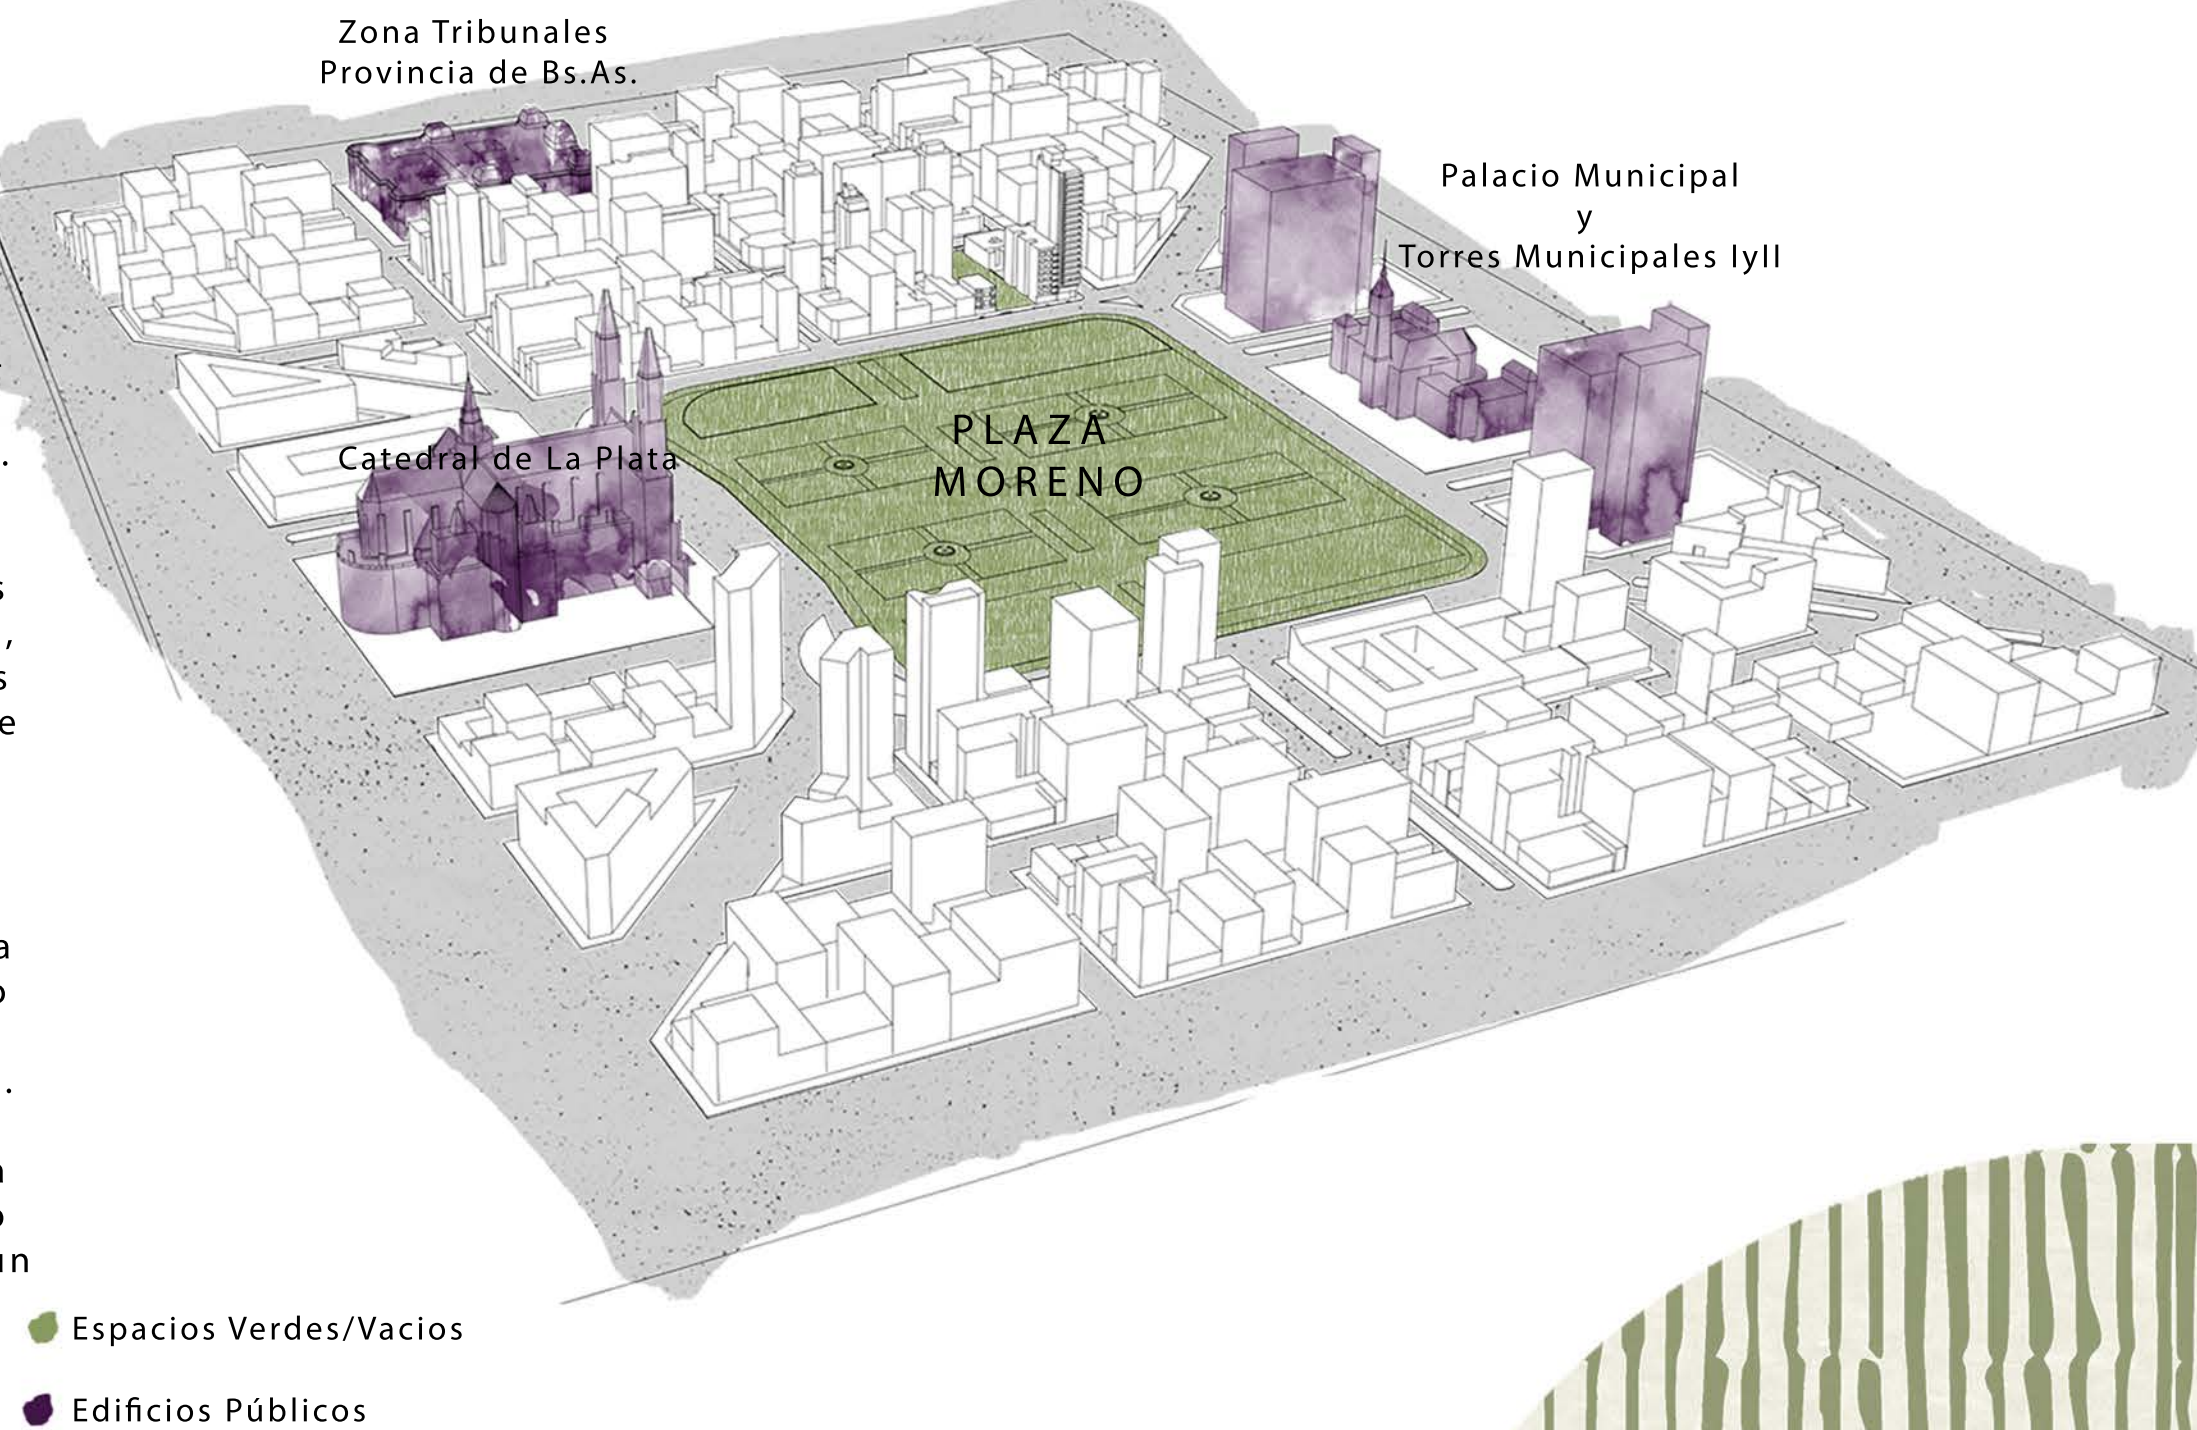 Zona Tribunales
Provincia de Bs.As.
Palacio Municipal
y
Torres Municipales IyII
PLAZA
MORENO
Catedral de La Plata
Espacios Verdes/Vacios
Edificios Públicos